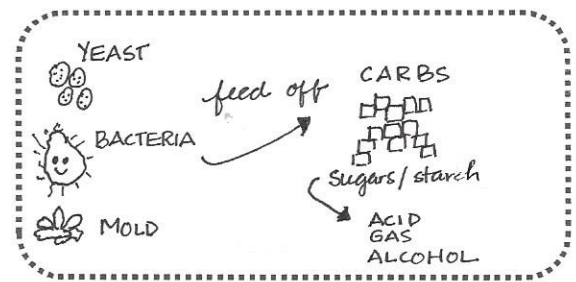 YEAST
BACTERIA
MOLD
feed off
CARBS
sugars/starch
ACID
GAS
ALCOHOL